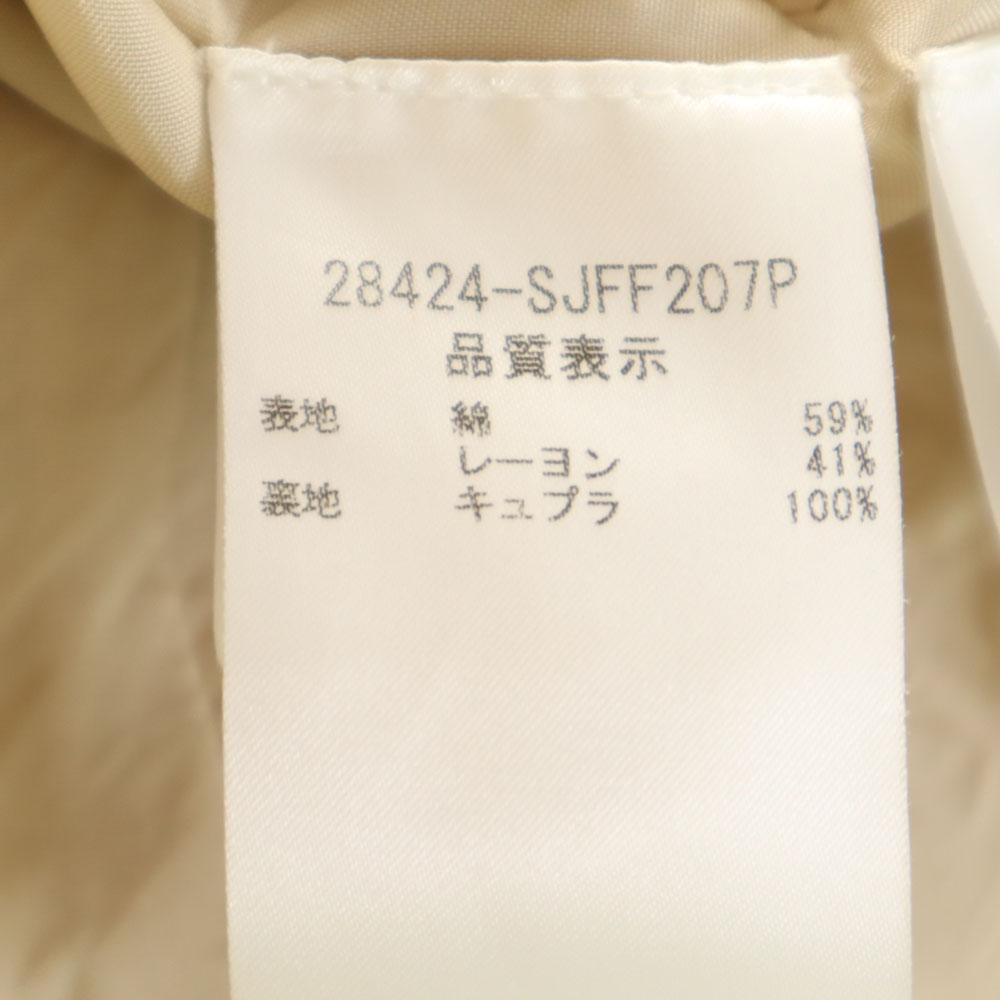 28424-SJFF207P
品質表示
表地 綿 59%
レーヨン 41%
裏地 キュプラ 100%